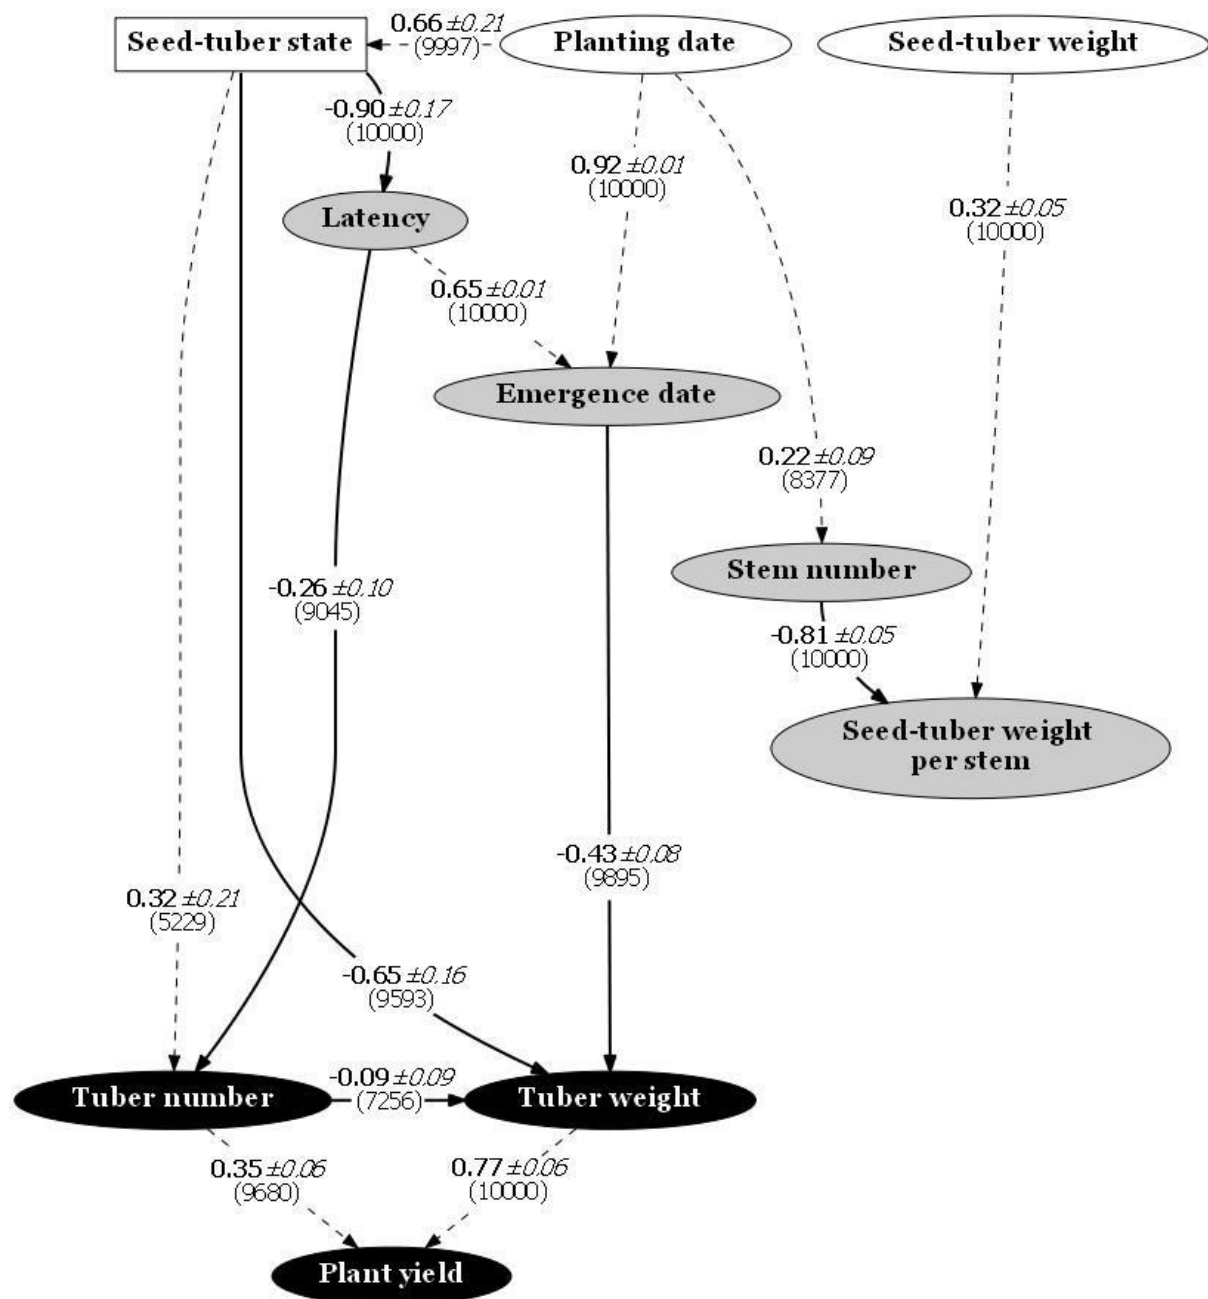 0.66 ±0.21
(9997)
Seed-tuber state
Planting date
Seed-tuber weight
-0.90 ±0.17
(10000)
0.92 ±0.01
(10000)
0.32 ±0.05
(10000)
Latency
0.65 ±0.01
(10000)
Emergence date
0.22 ±0.09
(8377)
Stem number
-0.26 ±0.10
(9045)
-0.81 ±0.05
(10000)
Seed-tuber weight
per stem
-0.43 ±0.08
(9895)
0.32 ±0.21
(5229)
-0.65 ±0.16
(9593)
Tuber number
-0.09 ±0.09
(7256)
Tuber weight
0.35 ±0.06
(9680)
0.77 ±0.06
(10000)
Plant yield